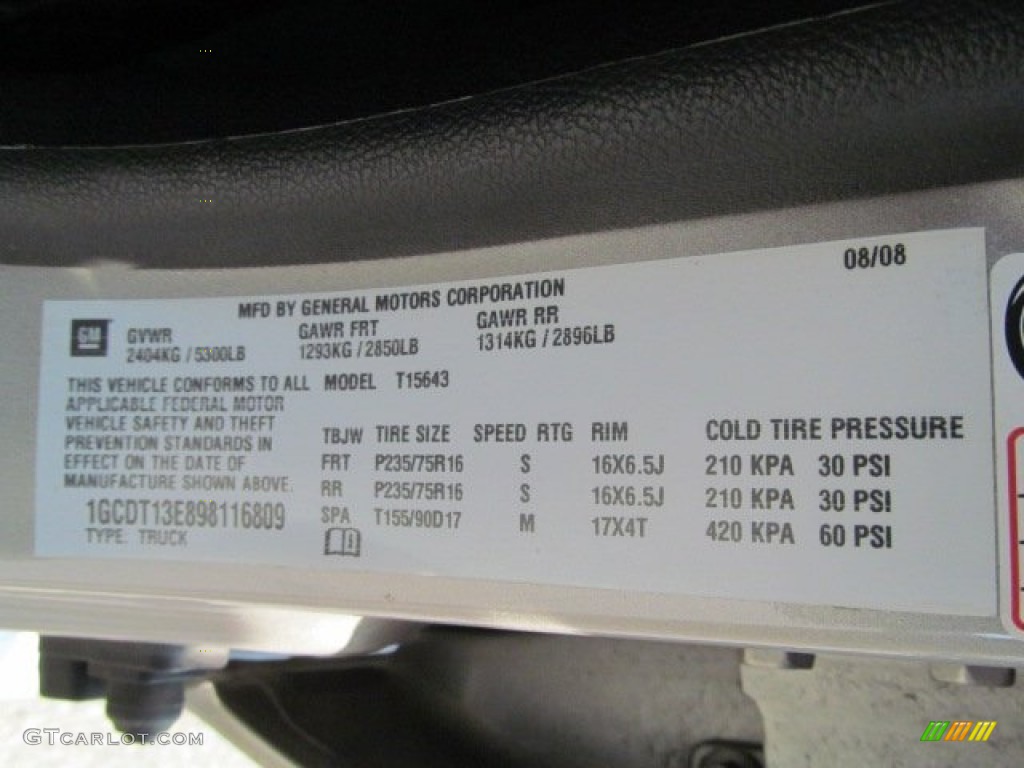 08/08
MFD BY GENERAL MOTORS CORPORATION
GM
GVWR GAWR FRT GAWR RR
2404KG / 5300LB 1293KG / 2850LB 1314KG / 2896LB
THIS VEHICLE CONFORMS TO ALL MODEL T15643
APPLICABLE FEDERAL MOTOR
VEHICLE SAFETY AND THEFT
PREVENTION STANDARDS IN
EFFECT ON THE DATE OF
MANUFACTURE SHOWN ABOVE.
1GCDT13E898116809
TYPE: TRUCK
TBJW TIRE SIZE SPEED RTG RIM COLD TIRE PRESSURE
FRT P235/75R16 S 16X6.5J 210 KPA 30 PSI
RR P235/75R16 S 16X6.5J 210 KPA 30 PSI
SPA T155/90D17 M 17X4T 420 KPA 60 PSI
GTcarlot.com